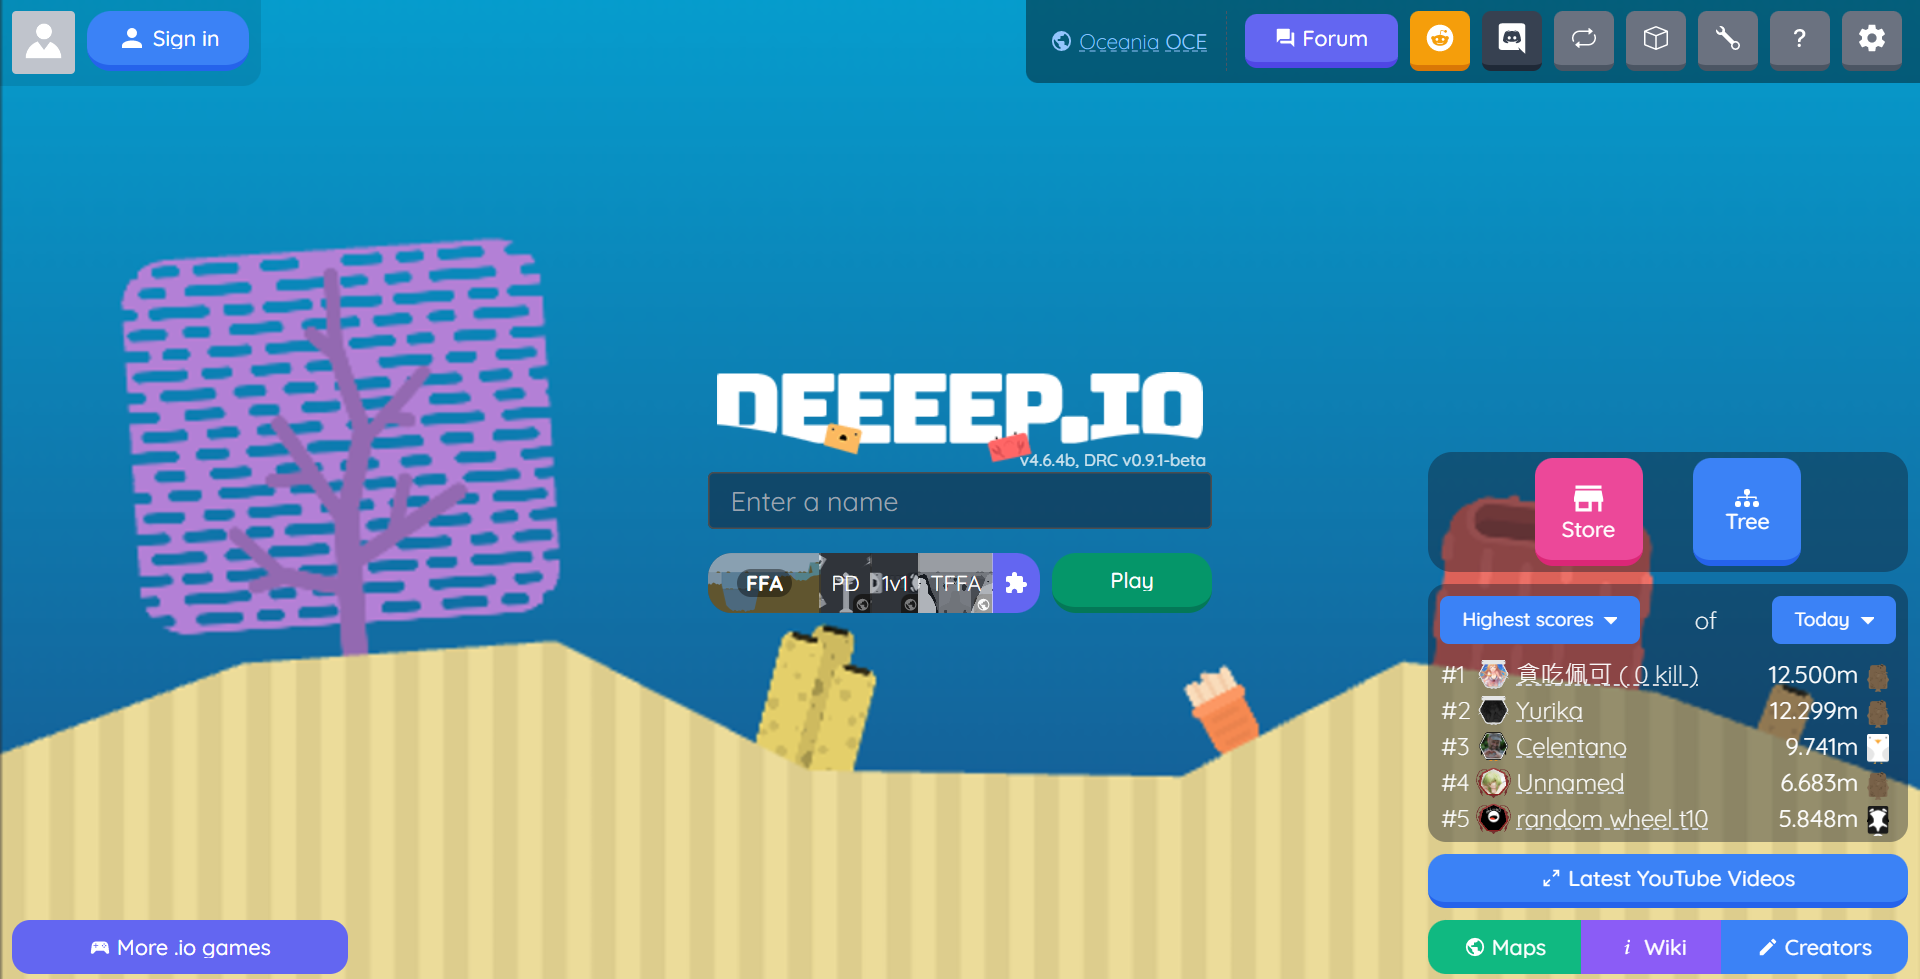 Sign in
Oceania OCE
Forum
?
DEEEEP.IO
v4.6.4b, DRC v0.9.1-beta
Enter a name
FFA
PD
1v1
TFFA
Play
Store
Tree
Highest scores
of
Today
#1 貪吃佩可 ( 0 kill ) 12.500m
#2 Yurika 12.299m
#3 Celentano 9.741m
#4 Unnamed 6.683m
#5 random wheel t10 5.848m
Latest YouTube Videos
More .io games
Maps
i Wiki
Creators